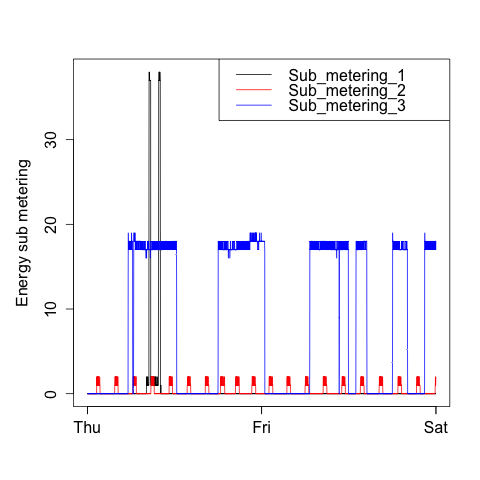 Sub_metering_1
Sub_metering_2
Sub_metering_3
Energy sub metering
30
20
10
0
Thu Fri Sat